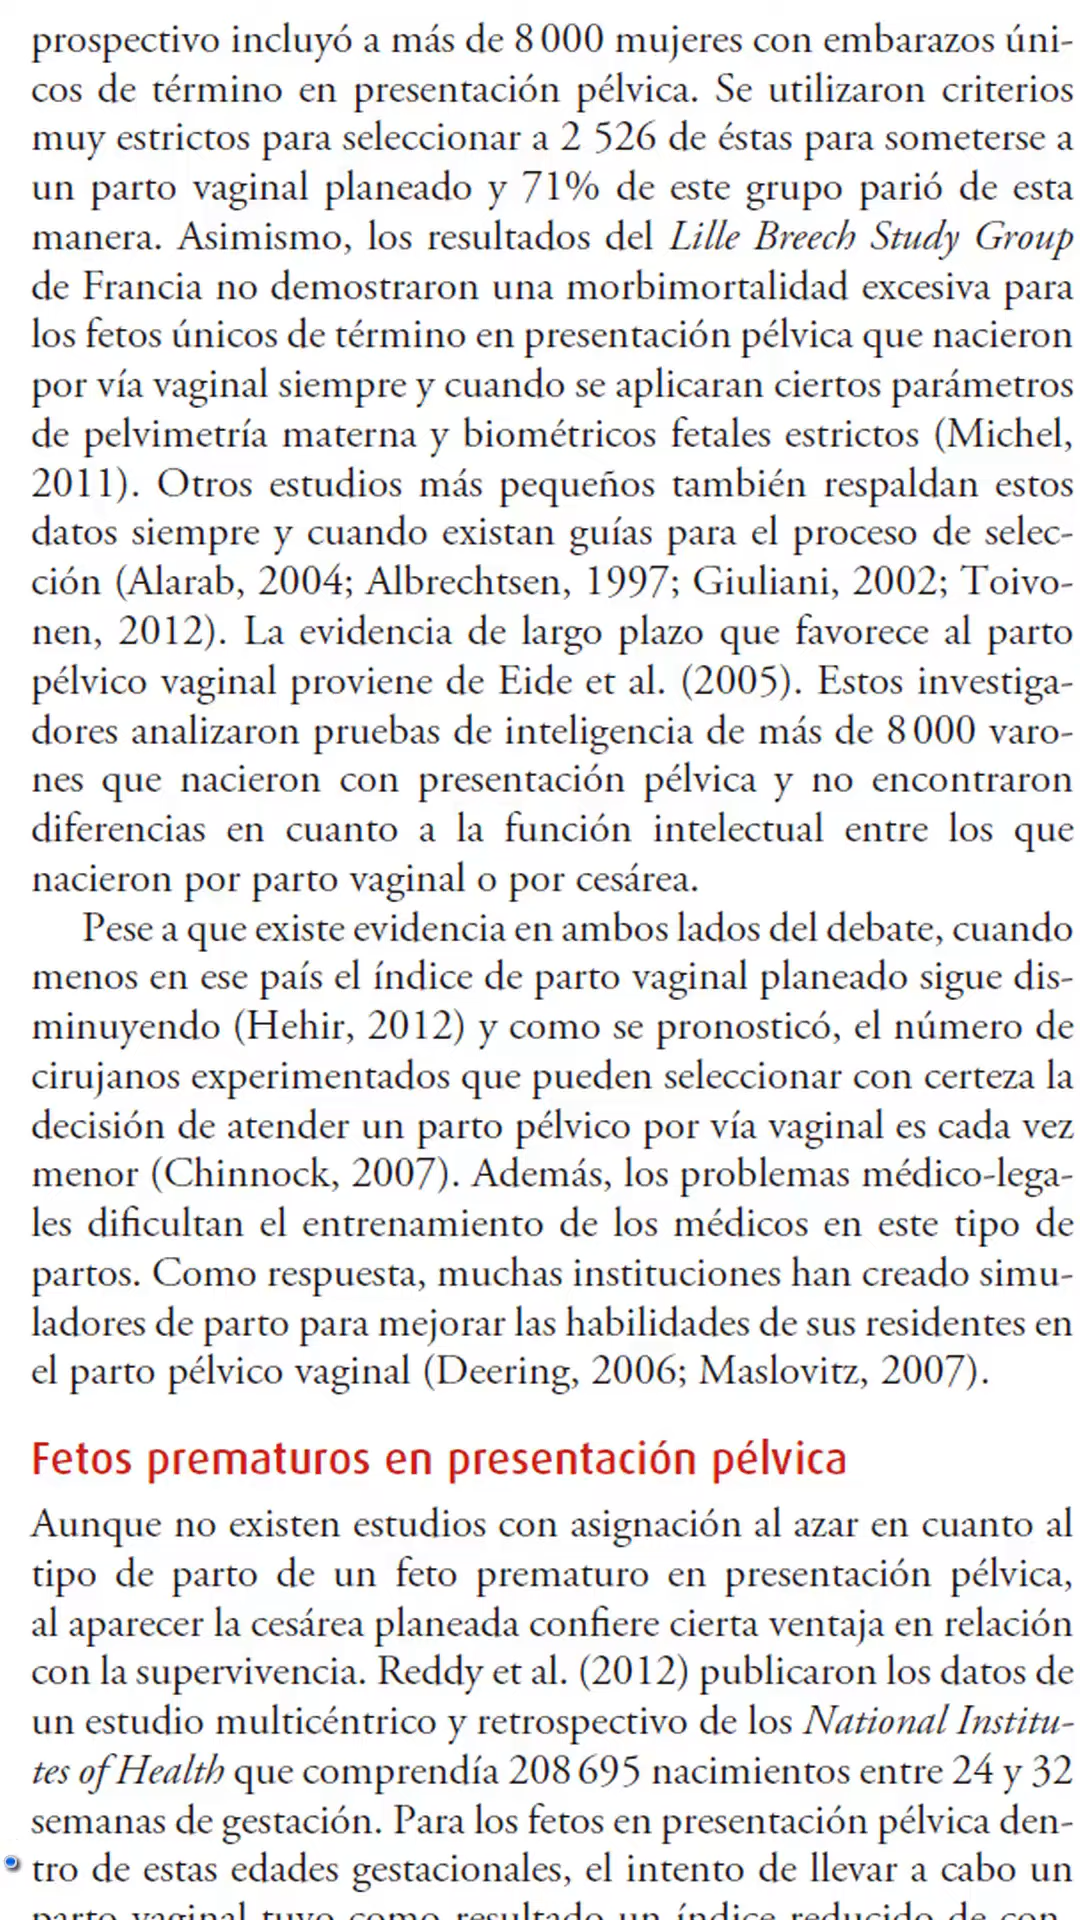 prospectivo incluyó a más de 8 000 mujeres con embarazos úni-
cos de término en presentación pélvica. Se utilizaron criterios
muy estrictos para seleccionar a 2 526 de éstas para someterse a
un parto vaginal planeado y 71% de este grupo parió de esta
manera. Asimismo, los resultados del Lille Breech Study Group
de Francia no demostraron una morbimortalidad excesiva para
los fetos únicos de término en presentación pélvica que nacieron
por vía vaginal siempre y cuando se aplicaran ciertos parámetros
de pelvimetría materna y biométricos fetales estrictos (Michel,
2011). Otros estudios más pequeños también respaldan estos
datos siempre y cuando existan guías para el proceso de selec-
ción (Alarab, 2004; Albrechtsen, 1997; Giuliani, 2002; Toivo-
nen, 2012). La evidencia de largo plazo que favorece al parto
pélvico vaginal proviene de Eide et al. (2005). Estos investiga-
dores analizaron pruebas de inteligencia de más de 8 000 varo-
nes que nacieron con presentación pélvica y no encontraron
diferencias en cuanto a la función intelectual entre los que
nacieron por parto vaginal o por cesárea.
Pese a que existe evidencia en ambos lados del debate, cuando
menos en ese país el índice de parto vaginal planeado sigue dis-
minuyendo (Hehir, 2012) y como se pronosticó, el número de
cirujanos experimentados que pueden seleccionar con certeza la
decisión de atender un parto pélvico por vía vaginal es cada vez
menor (Chinnock, 2007). Además, los problemas médico-lega-
les dificultan el entrenamiento de los médicos en este tipo de
partos. Como respuesta, muchas instituciones han creado simu-
ladores de parto para mejorar las habilidades de sus residentes en
el parto pélvico vaginal (Deering, 2006; Maslovitz, 2007).
Fetos prematuros en presentación pélvica
Aunque no existen estudios con asignación al azar en cuanto al
tipo de parto de un feto prematuro en presentación pélvica,
al aparecer la cesárea planeada confiere cierta ventaja en relación
con la supervivencia. Reddy et al. (2012) publicaron los datos de
un estudio multicéntrico y retrospectivo de los National Institu-
tes of Health que comprendía 208 695 nacimientos entre 24 y 32
semanas de gestación. Para los fetos en presentación pélvica den-
tro de estas edades gestacionales, el intento de llevar a cabo un
parto vaginal tuvo como resultado un índice reducido de con-